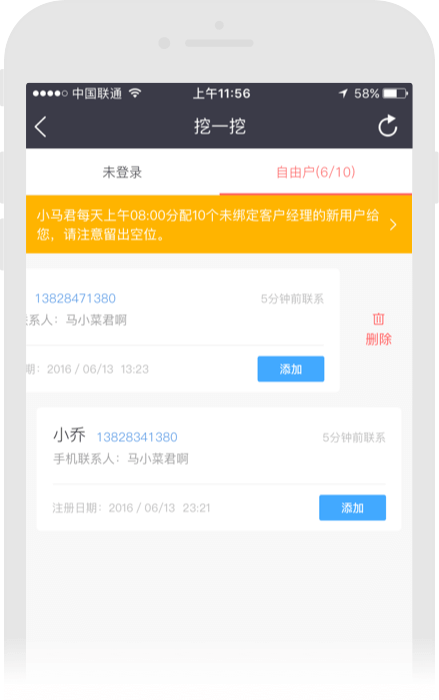 中国联通 上午11:56 58%
挖一挖
未登录 自由户(6/10)
小马君每天上午08:00分配10个未绑定客户经理的新用户给
您，请注意留出空位。
13828471380 5分钟前联系
系人：马小菜君啊
删除
期：2016 / 06/13 13:23 添加
小乔 13828341380 5分钟前联系
手机联系人：马小菜君啊
注册日期：2016 / 06/13 23:21 添加